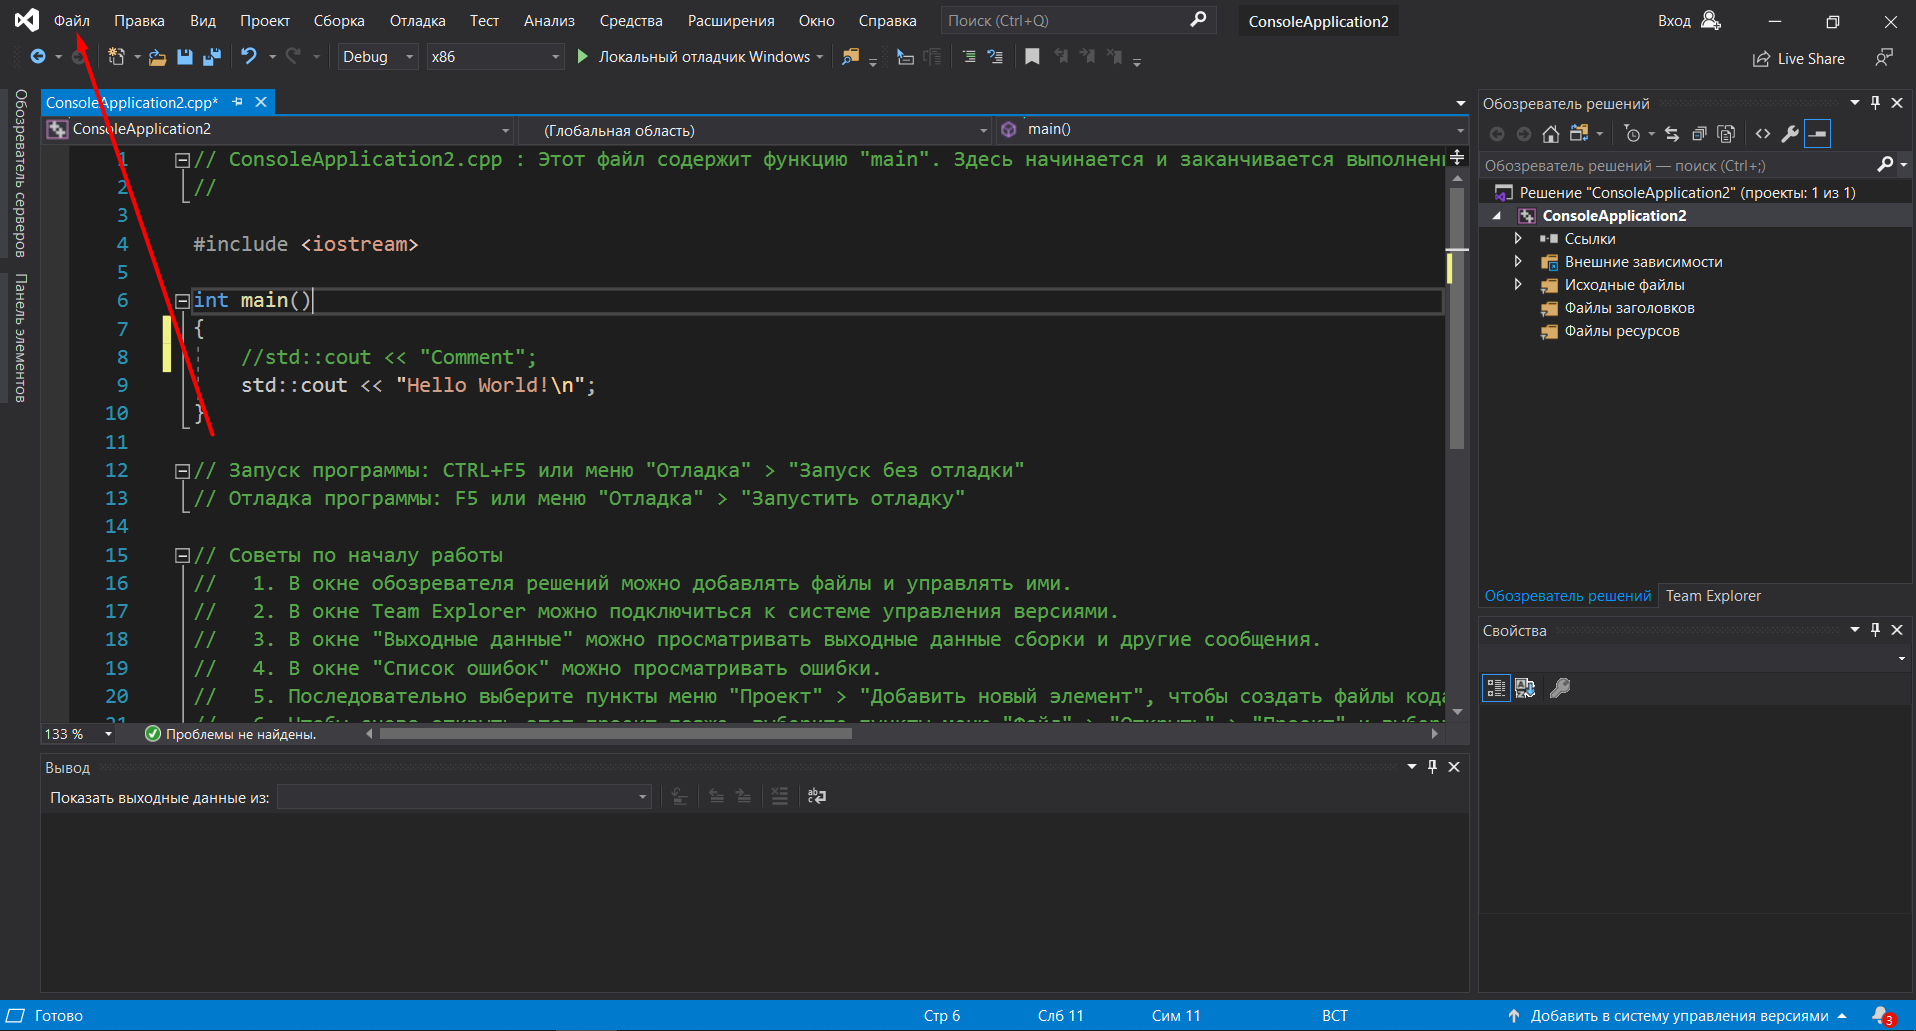 Файл Правка Вид Проект Сборка Отладка Тест Анализ Средства Расширения Окно Справка Поиск (Ctrl+Q) ConsoleApplication2 Вход
Debug x86 Локальный отладчик Windows Live Share
Обозреватель серверов
Панель элементов
ConsoleApplication2.cpp*
ConsoleApplication2 (Глобальная область) main()
1 // ConsoleApplication2.cpp : Этот файл содержит функцию "main". Здесь начинается и заканчивается
2 //
3
4 #include <iostream>
5
6 int main()
7 {
8 //std::cout << "Comment";
9 std::cout << "Hello World!\n";
10 }
11
12 // Запуск программы: CTRL+F5 или меню "Отладка" > "Запуск без отладки"
13 // Отладка программы: F5 или меню "Отладка" > "Запустить отладку"
14
15 // Советы по началу работы
16 // 1. В окне обозревателя решений можно добавлять файлы и управлять ими.
17 // 2. В окне Team Explorer можно подключиться к системе управления версиями.
18 // 3. В окне "Выходные данные" можно просматривать выходные данные сборки и другие сообщения.
19 // 4. В окне "Список ошибок" можно просматривать ошибки.
20 // 5. Последовательно выберите пункты меню "Проект" > "Добавить новый элемент", чтобы создать файлы кода
133 % Проблемы не найдены.
Вывод
Показать выходные данные из:
Обозреватель решений
Обозреватель решений — поиск (Ctrl+;)
Решение "ConsoleApplication2" (проекты: 1 из 1)
ConsoleApplication2
Ссылки
Внешние зависимости
Исходные файлы
Файлы заголовков
Файлы ресурсов
Обозреватель решений Team Explorer
Свойства
Готово Стр 6 Слб 11 Сим 11 ВСТ Добавить в систему управления версиями 3